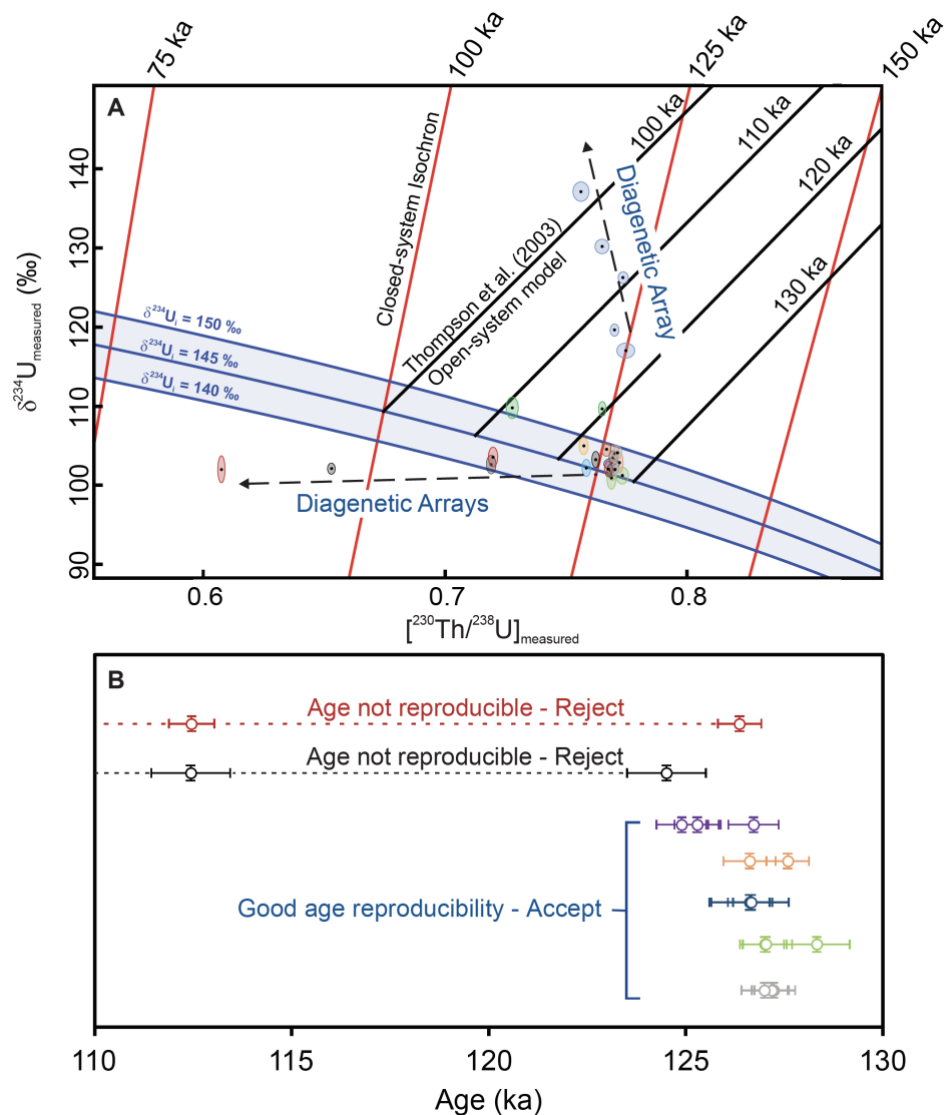 75 ka
100 ka
125 ka
150 ka
A
100 ka
110 ka
120 ka
130 ka
Closed-system Isochron
Thompson et al. (2003)
Open-system model
Diagenetic Array
δ²³⁴Uᵢ = 150 ‰
δ²³⁴Uᵢ = 145 ‰
δ²³⁴Uᵢ = 140 ‰
Diagenetic Arrays
140
130
120
110
100
90
δ²³⁴U measured (‰)
0.6
0.7
0.8
[²³⁰Th/²³⁸U]measured
B
Age not reproducible - Reject
Age not reproducible - Reject
Good age reproducibility - Accept
110
115
120
125
130
Age (ka)